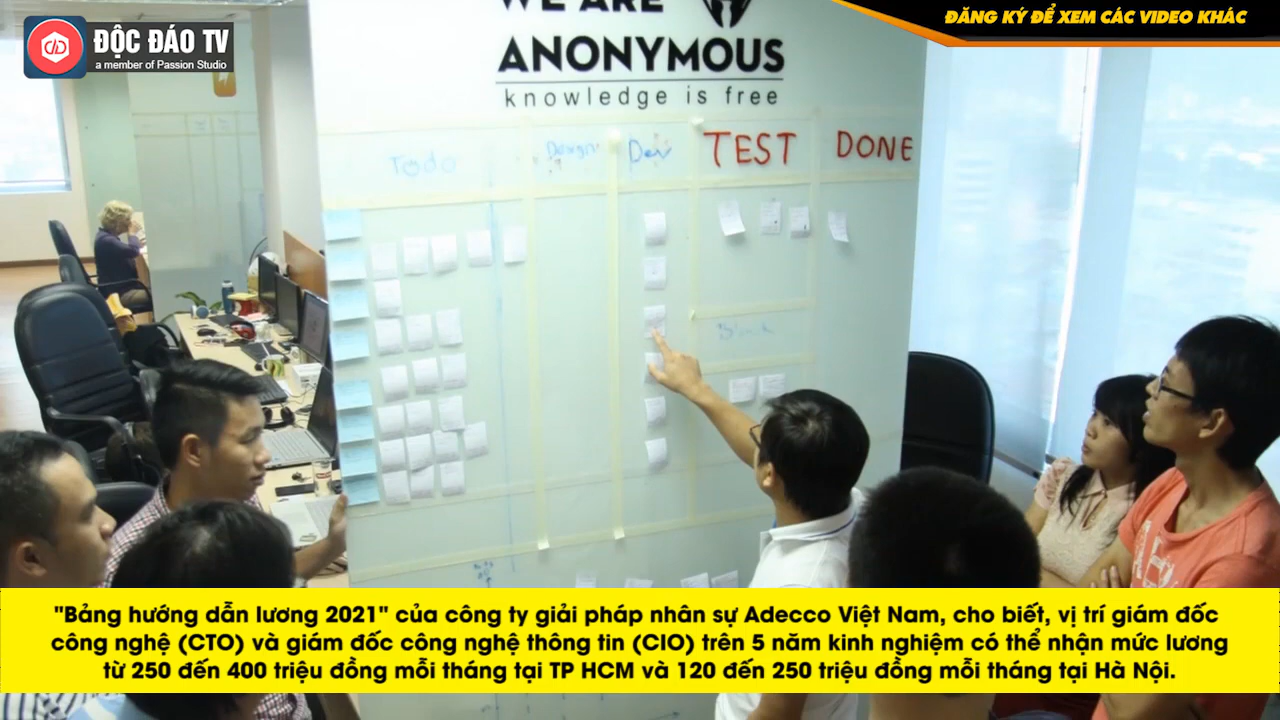 ĐỘC ĐÁO TV
a member of Passion Studio
ĐĂNG KÝ ĐỂ XEM CÁC VIDEO KHÁC
WE ARE
ANONYMOUS
knowledge is free
Todo Design Dev TEST DONE
"Bảng hướng dẫn lương 2021" của công ty giải pháp nhân sự Adecco Việt Nam, cho biết, vị trí giám đốc
công nghệ (CTO) và giám đốc công nghệ thông tin (CIO) trên 5 năm kinh nghiệm có thể nhận mức lương
từ 250 đến 400 triệu đồng mỗi tháng tại TP HCM và 120 đến 250 triệu đồng mỗi tháng tại Hà Nội.